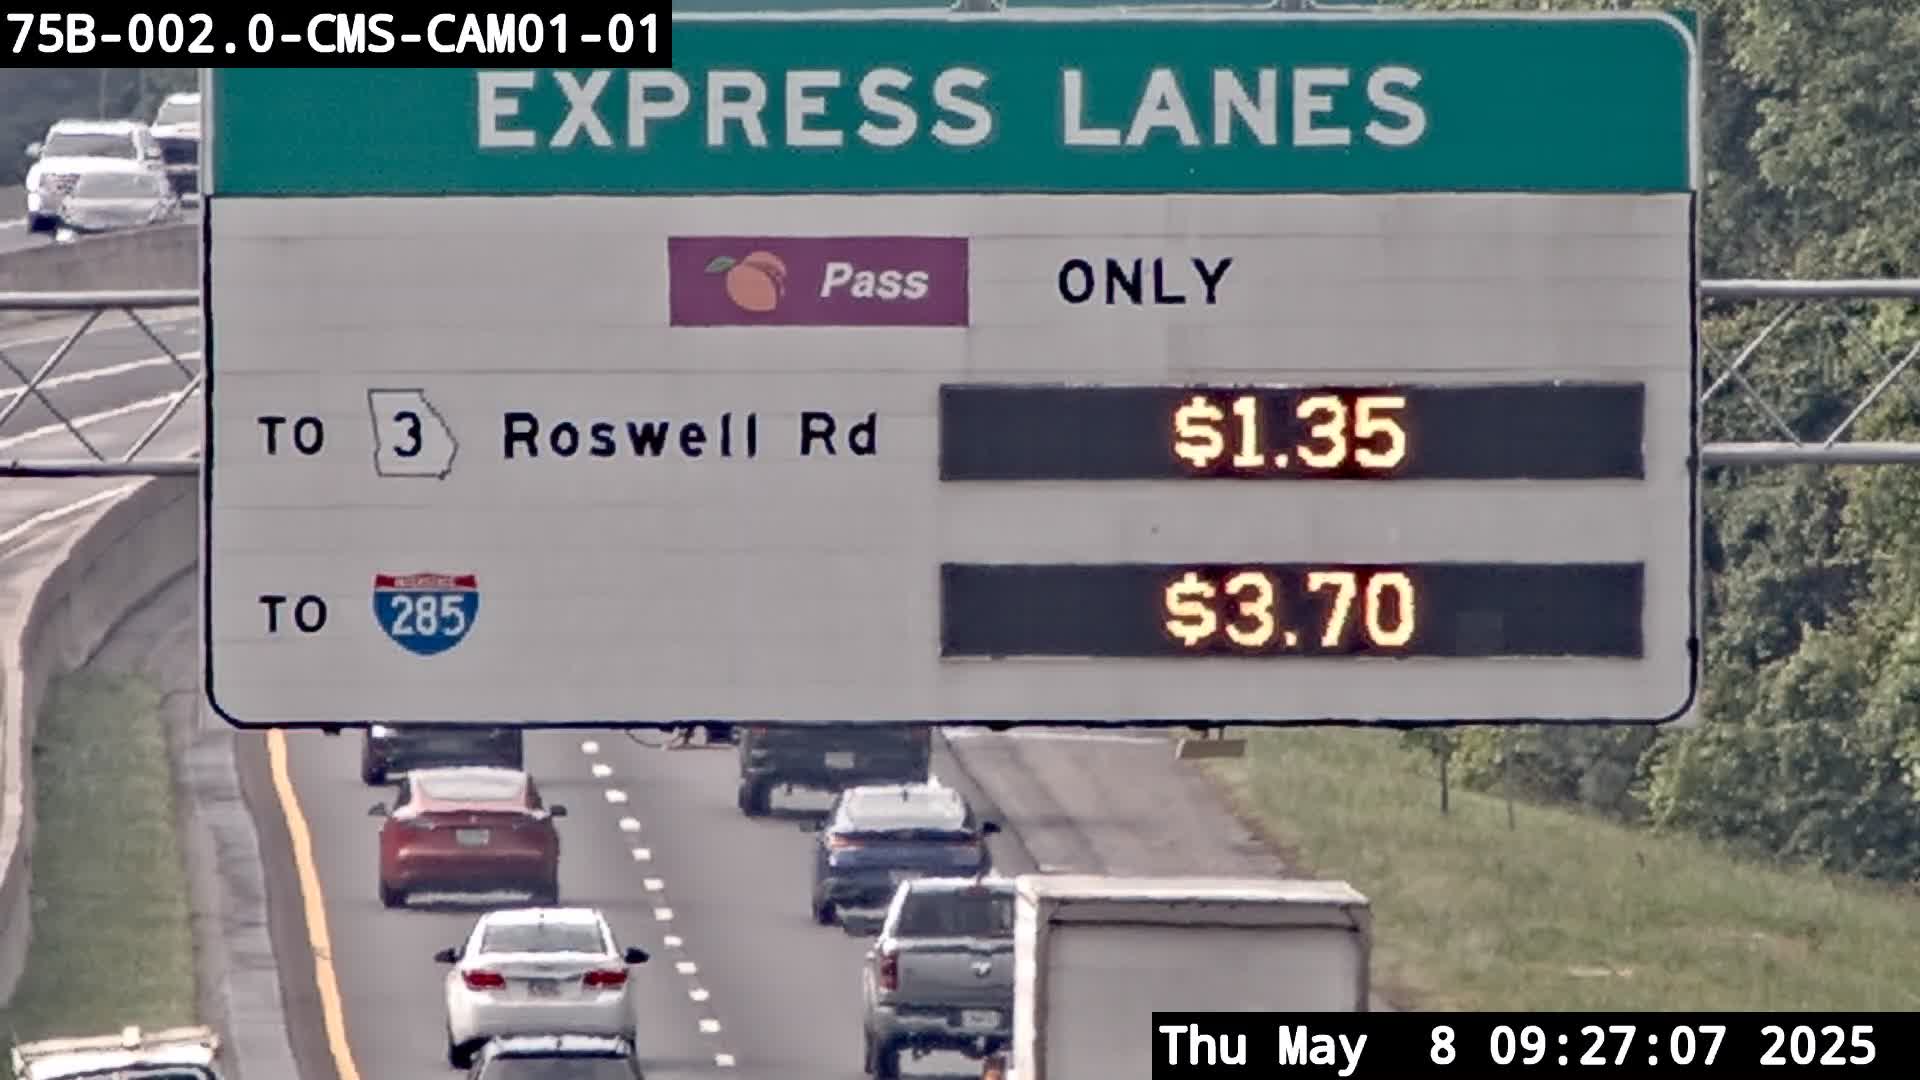 75B-002.0-CMS-CAM01-01
EXPRESS LANES
Pass ONLY
TO 3 Roswell Rd $1.35
TO INTERSTATE 285 $3.70
Thu May 8 09:27:07 2025